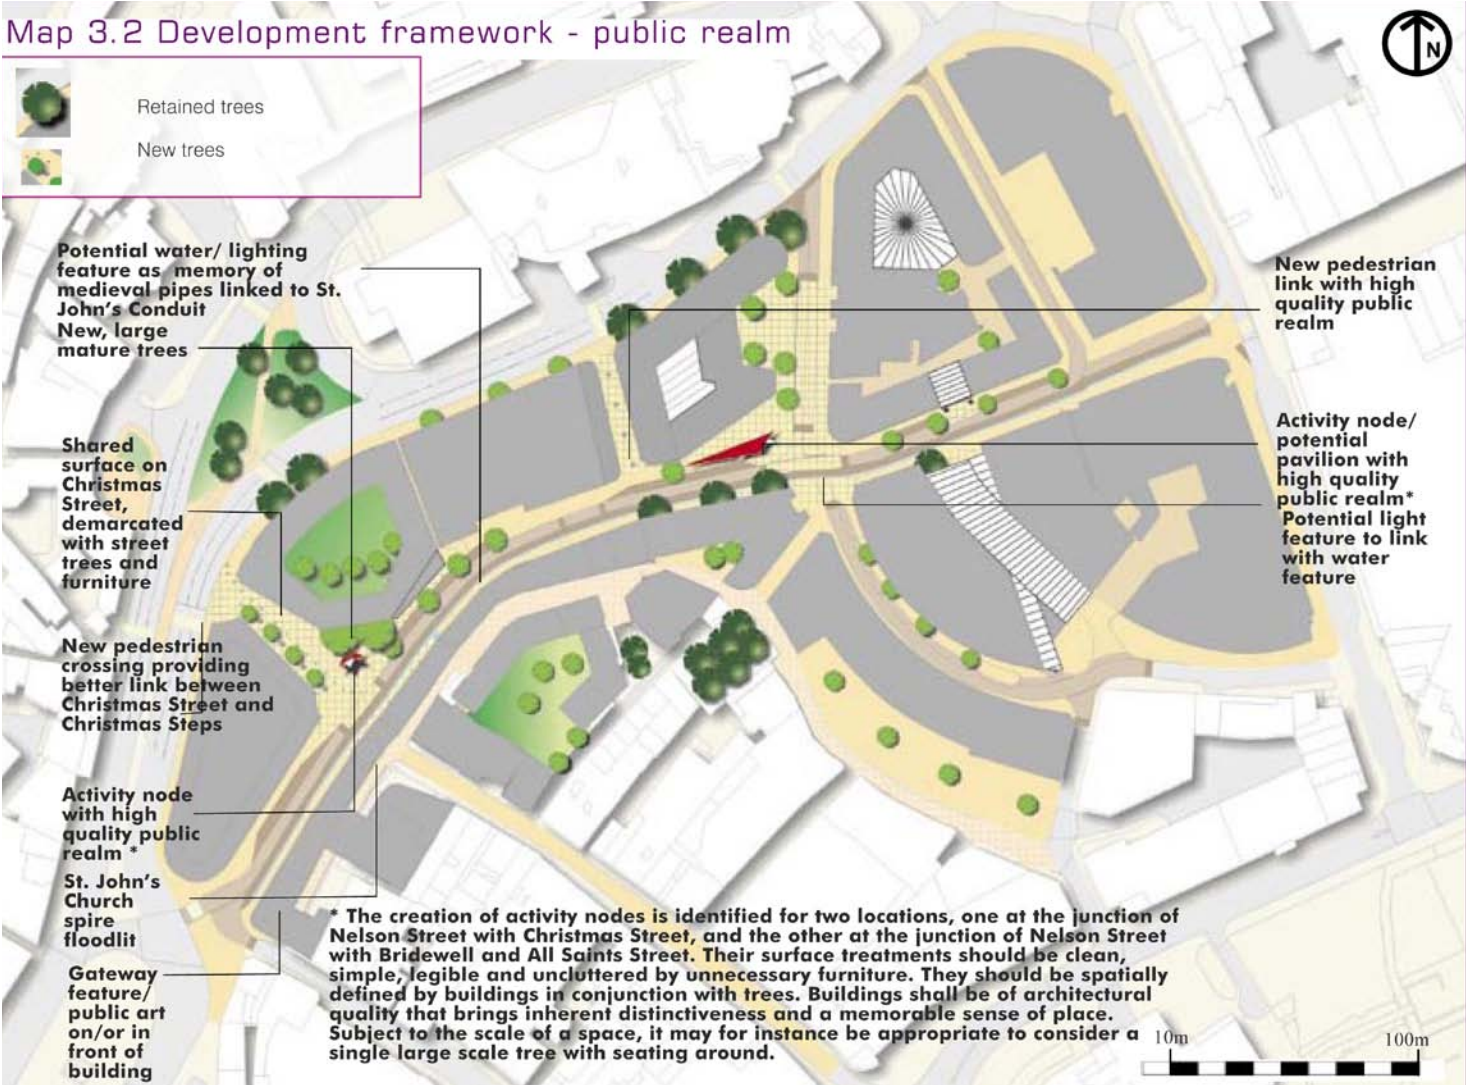 Map 3.2 Development framework - public realm
N
Retained trees
New trees
Potential water/ lighting
feature as memory of
medieval pipes linked to St.
John's Conduit
New, large
mature trees
Shared
surface on
Christmas
Street,
demarcated
with street
trees and
furniture
New pedestrian
crossing providing
better link between
Christmas Street and
Christmas Steps
Activity node
with high
quality public
realm *
St. John's
Church
spire
floodlit
Gateway
feature/
public art
on/or in
front of
building
New pedestrian
link with high
quality public
realm
Activity node/
potential
pavilion with
high quality
public realm*
Potential light
feature to link
with water
feature
* The creation of activity nodes is identified for two locations, one at the junction of
Nelson Street with Christmas Street, and the other at the junction of Nelson Street
with Bridewell and All Saints Street. Their surface treatments should be clean,
simple, legible and uncluttered by unnecessary furniture. They should be spatially
defined by buildings in conjunction with trees. Buildings shall be of architectural
quality that brings inherent distinctiveness and a memorable sense of place.
Subject to the scale of a space, it may for instance be appropriate to consider a
single large scale tree with seating around.
10m 100m